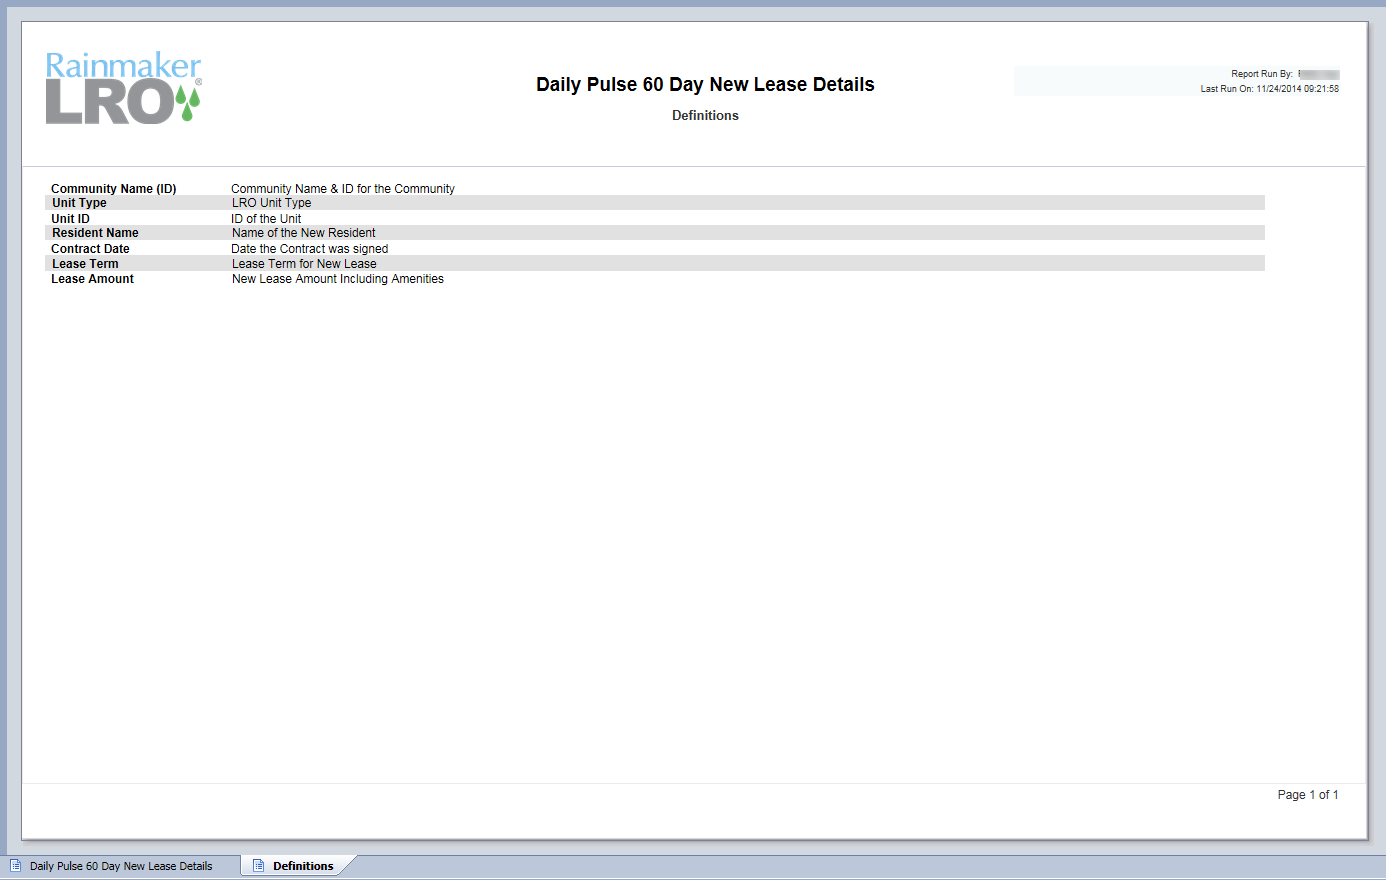 Rainmaker
LRO®
Daily Pulse 60 Day New Lease Details
Definitions
Report Run By:
Last Run On: 11/24/2014 09:21:58
Community Name (ID) Community Name & ID for the Community
Unit Type LRO Unit Type
Unit ID ID of the Unit
Resident Name Name of the New Resident
Contract Date Date the Contract was signed
Lease Term Lease Term for New Lease
Lease Amount New Lease Amount Including Amenities
Page 1 of 1
Daily Pulse 60 Day New Lease Details Definitions